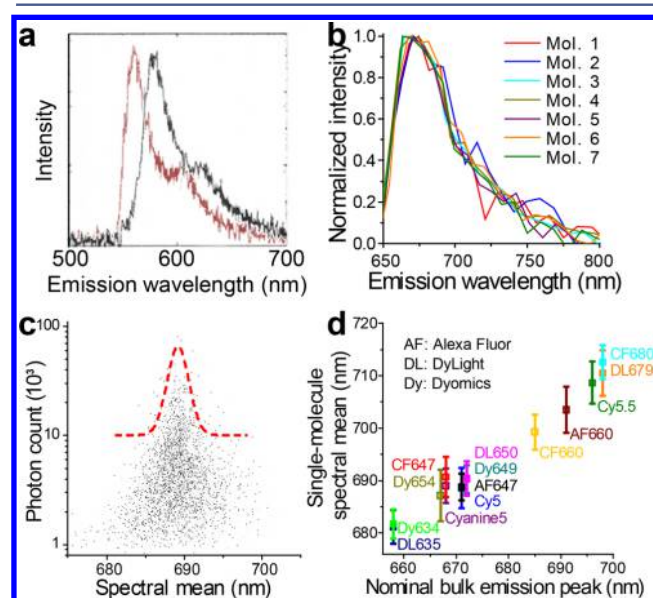 a
Intensity
500 600 700
Emission wavelength (nm)
b
Normalized intensity
1.0
0.8
0.6
0.4
0.2
0.0
650 700 750 800
Emission wavelength (nm)
Mol. 1
Mol. 2
Mol. 3
Mol. 4
Mol. 5
Mol. 6
Mol. 7
c
Photon count (10³)
100
10
1
680 690 700
Spectral mean (nm)
d
Single-molecule
spectral mean (nm)
720
710
700
690
680
AF: Alexa Fluor
DL: DyLight
Dy: Dyomics
CF680
DL679
Cy5.5
AF660
CF660
CF647
DL650
Dy654
Dy649
AF647
Cyanine5
Cy5
Dy634
DL635
660 670 680 690 700
Nominal bulk emission peak (nm)